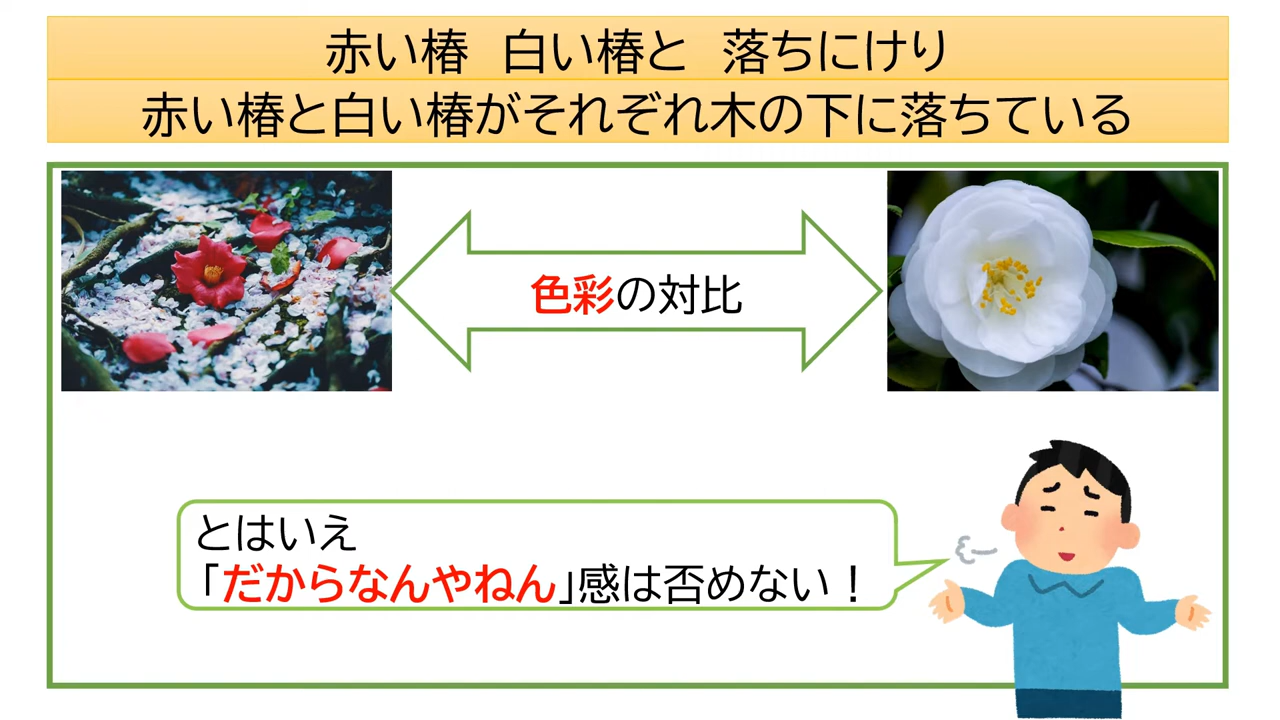 赤い椿　白い椿と　落ちにけり
赤い椿と白い椿がそれぞれ木の下に落ちている
色彩の対比
とはいえ
「だからなんやねん」感は否めない！